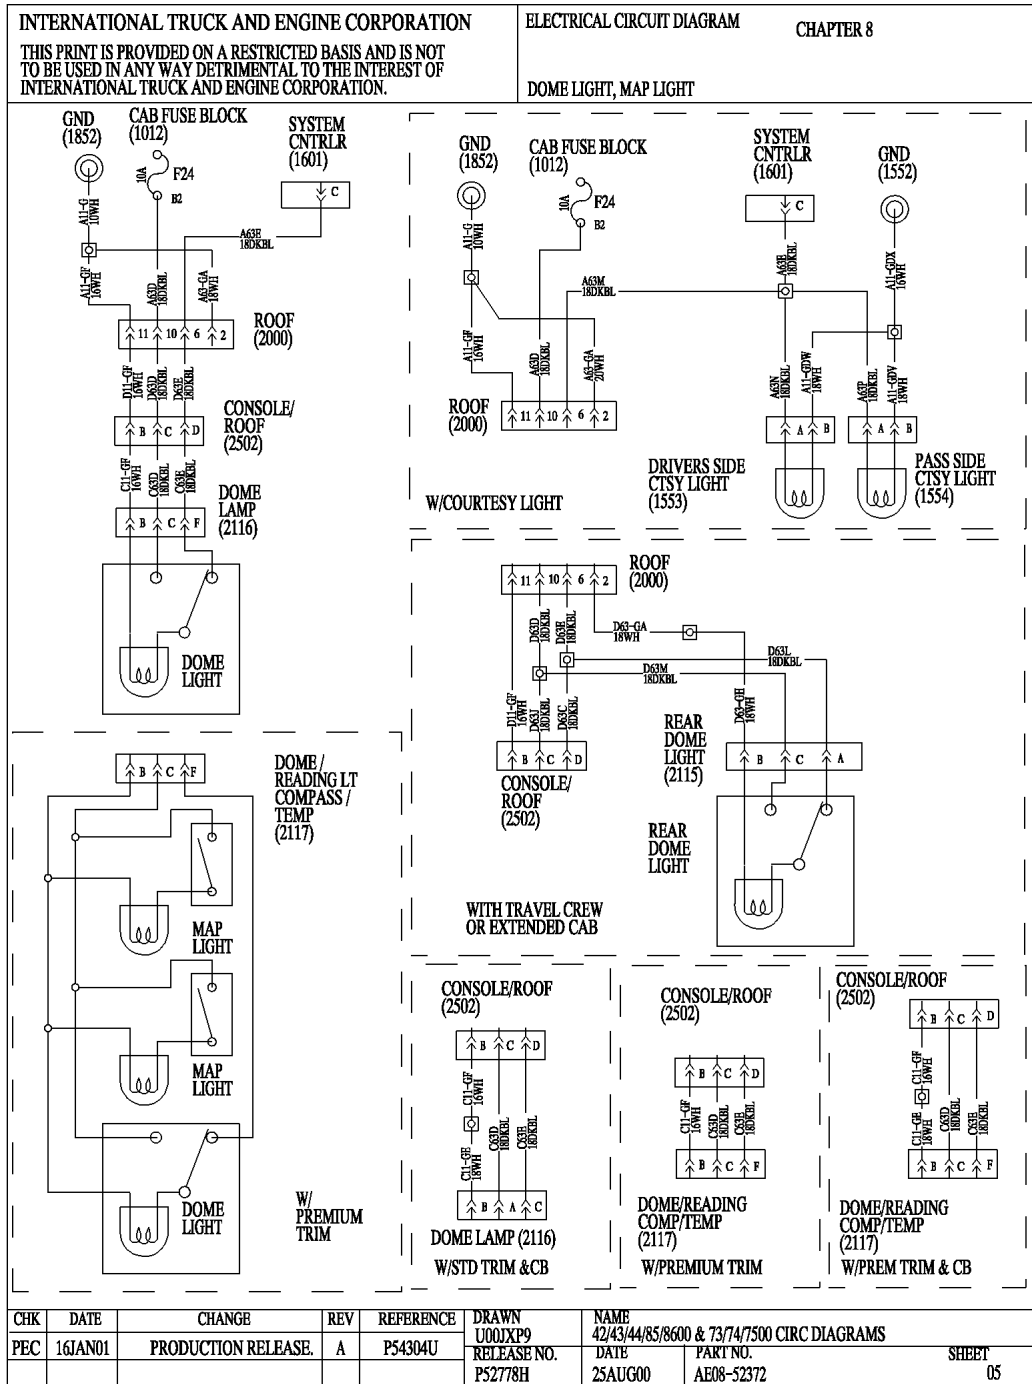 INTERNATIONAL TRUCK AND ENGINE CORPORATION
THIS PRINT IS PROVIDED ON A RESTRICTED BASIS AND IS NOT
TO BE USED IN ANY WAY DETRIMENTAL TO THE INTEREST OF
INTERNATIONAL TRUCK AND ENGINE CORPORATION.
ELECTRICAL CIRCUIT DIAGRAM
CHAPTER 8
DOME LIGHT, MAP LIGHT
GND
(1852)
CAB FUSE BLOCK
(1012)
SYSTEM
CNTRLR
(1601)
10A
F24
B2
C
A11-G
10WH
A63E
18DKBL
A11-GF
16WH
A63D
18DKBL
A63-GA
18WH
11 10 6 2
ROOF
(2000)
D11-GF
16WH
D63D
18DKBL
D63E
18DKBL
CONSOLE/
ROOF
(2502)
B C D
C11-GF
16WH
C63D
18DKBL
C63E
18DKBL
DOME
LAMP
(2116)
B C F
DOME
LIGHT
GND
(1852)
CAB FUSE BLOCK
(1012)
SYSTEM
CNTRLR
(1601)
GND
(1552)
10A
F24
B2
C
A11-G
10WH
A63E
18DKBL
A11-GDX
16WH
A63M
18DKBL
A11-GF
16WH
A63D
18DKBL
A63-GA
20WH
A63N
18DKBL
A11-GDW
18WH
A63P
18DKBL
A11-GDV
18WH
ROOF
(2000)
11 10 6 2
A B
A B
DRIVERS SIDE
CTSY LIGHT
(1553)
PASS SIDE
CTSY LIGHT
(1554)
W/COURTESY LIGHT
ROOF
(2000)
11 10 6 2
D63D
18DKBL
D63E
18DKBL
D63-GA
18WH
D63L
18DKBL
D63M
18DKBL
D11-GF
16WH
D63J
18DKBL
D63C
18DKBL
D63-GH
18WH
B C D
CONSOLE/
ROOF
(2502)
REAR
DOME
LIGHT
(2115)
B C A
REAR
DOME
LIGHT
WITH TRAVEL CREW
OR EXTENDED CAB
B C F
DOME /
READING LT
COMPASS /
TEMP
(2117)
MAP
LIGHT
MAP
LIGHT
DOME
LIGHT
W/
PREMIUM
TRIM
CONSOLE/ROOF
(2502)
B C D
C11-GF
16WH
C63D
18DKBL
C63E
18DKBL
C11-GE
18WH
B A C
DOME LAMP (2116)
W/STD TRIM &CB
CONSOLE/ROOF
(2502)
B C D
C11-GF
16WH
C63D
18DKBL
C63E
18DKBL
B C F
DOME/READING
COMP/TEMP
(2117)
W/PREMIUM TRIM
CONSOLE/ROOF
(2502)
B C D
C11-GF
16WH
C11-GE
18WH
C63D
18DKBL
C63E
18DKBL
B C F
DOME/READING
COMP/TEMP
(2117)
W/PREM TRIM & CB
CHK DATE CHANGE REV REFERENCE
PEC 16JAN01 PRODUCTION RELEASE. A P54304U
DRAWN
U00JXP9
RELEASE NO.
P52778H
NAME
42/43/44/85/8600 & 73/74/7500 CIRC DIAGRAMS
DATE
25AUG00
PART NO.
AE08-52372
SHEET
05